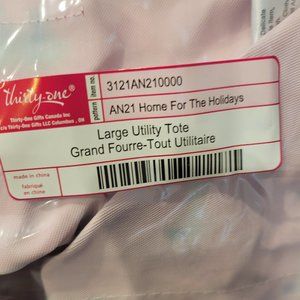 thirty-one®
Thirty-One Gifts Canada Inc
c/o Thirty-One Gifts LLC Columbus, OH
item no.
3121AN210000
pattern
AN21 Home For The Holidays
Large Utility Tote
Grand Fourre-Tout Utilitaire
made in china
fabriqué
en chine